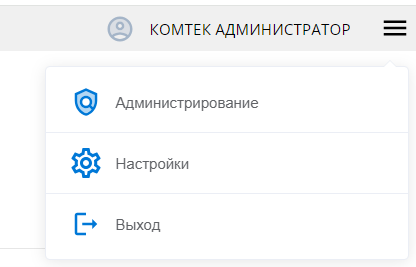 КОМТЕК АДМИНИСТРАТОР
Администрирование
Настройки
Выход